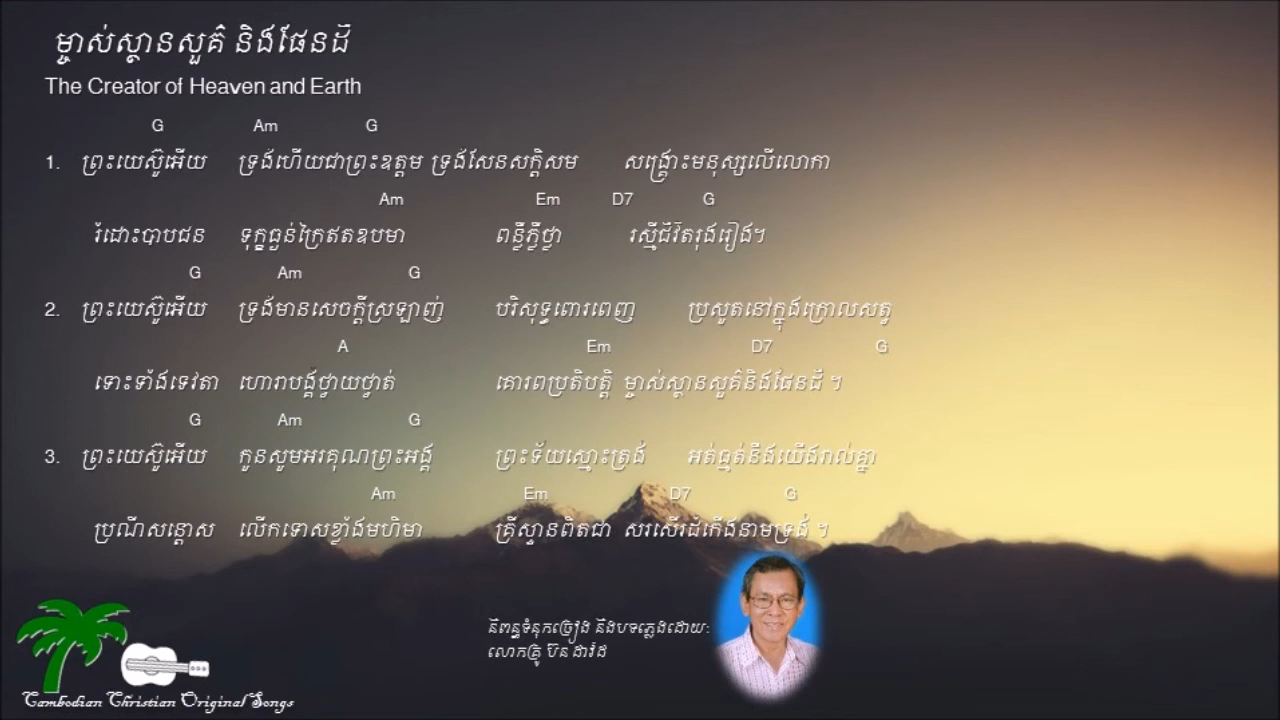 ម្ចាស់ស្ថានសួគ៌ និងផែនដី
The Creator of Heaven and Earth
G Am G
1. ព្រះយេស៊ូអើយ ទ្រង់ហើយជាព្រះឧត្តម ទ្រង់សែនសក្តិសម សង្គ្រោះមនុស្សលើលោកា
Am Em D7 G
រំដោះបាបជន ទុក្ខធ្ងន់ក្រៃឥតឧបមា ពន្លឺភ្លឺថ្លា រស្មីជីវិតរុងរឿង។
G Am G
2. ព្រះយេស៊ូអើយ ទ្រង់មានសេចក្តីស្រឡាញ់ បរិសុទ្ធពោរពេញ ប្រសូតនៅក្នុងក្រោលសត្វ
A Em D7 G
ទោះទាំងទេវតា ហោរាបង្គំថ្វាយថ្វាត់ គោរពប្រតិបត្តិ ម្ចាស់ស្ថានសួគ៌និងផែនដី ។
G Am G
3. ព្រះយេស៊ូអើយ កូនសូមអរគុណព្រះអង្គ ព្រះទ័យស្មោះត្រង់ អត់ធ្មត់នឹងយើងរាល់គ្នា
Am Em D7 G
ប្រណីសន្តោស លើកទោសខ្លាំងមហិមា គ្រីស្ទានពិតជា សរសើរដំកើងនាមទ្រង់ ។
និពន្ធទំនុកច្រៀង និងបទភ្លេងដោយ:
លោកគ្រូ ប៊ន ដាវីដ
Cambodian Christian Original Songs